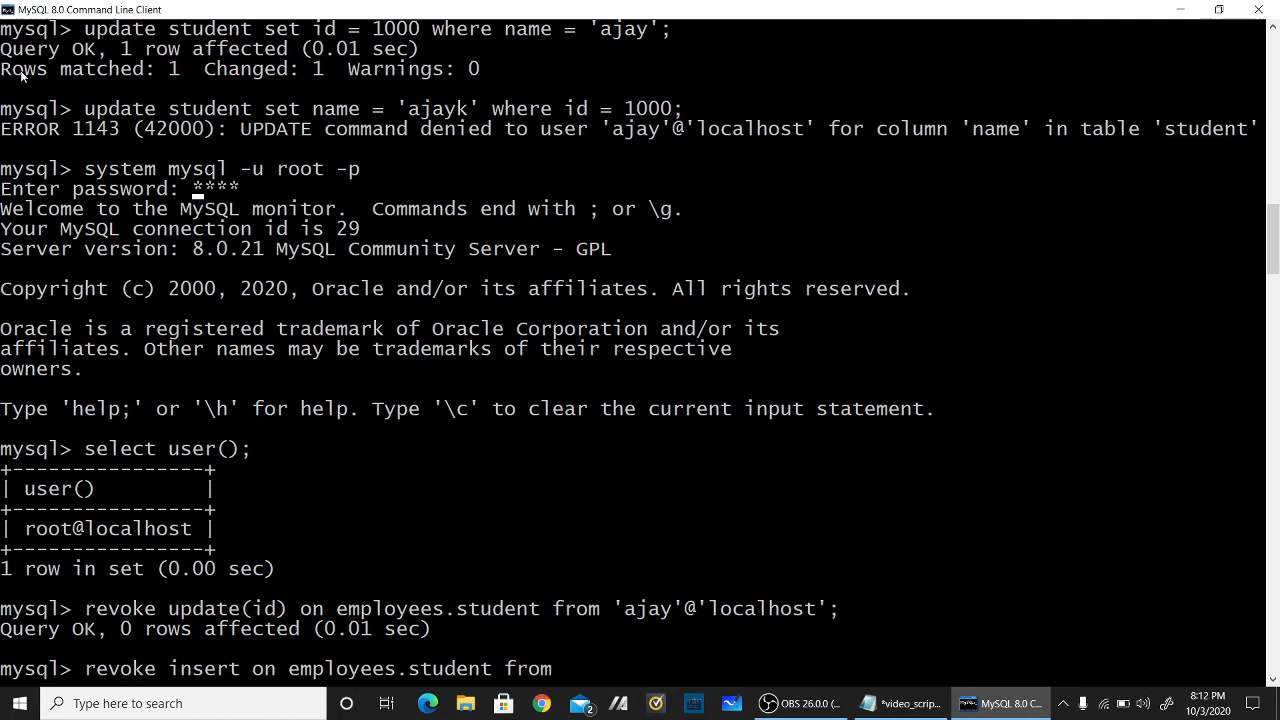 MySQL 8.0 Command Line Client
mysql> update student set id = 1000 where name = 'ajay';
Query OK, 1 row affected (0.01 sec)
Rows matched: 1  Changed: 1  Warnings: 0
mysql> update student set name = 'ajayk' where id = 1000;
ERROR 1143 (42000): UPDATE command denied to user 'ajay'@'localhost' for column 'name' in table 'student'
mysql> system mysql -u root -p
Enter password: ****
Welcome to the MySQL monitor.  Commands end with ; or \g.
Your MySQL connection id is 29
Server version: 8.0.21 MySQL Community Server - GPL
Copyright (c) 2000, 2020, Oracle and/or its affiliates. All rights reserved.
Oracle is a registered trademark of Oracle Corporation and/or its
affiliates. Other names may be trademarks of their respective
owners.
Type 'help;' or '\h' for help. Type '\c' to clear the current input statement.
mysql> select user();
+----------------+
| user()         |
+----------------+
| root@localhost |
+----------------+
1 row in set (0.00 sec)
mysql> revoke update(id) on employees.student from 'ajay'@'localhost';
Query OK, 0 rows affected (0.01 sec)
mysql> revoke insert on employees.student from
Type here to search
2
OBS 26.0.0 (...
*video_scrip...
MySQL 8.0 C...
8:12 PM
10/3/2020